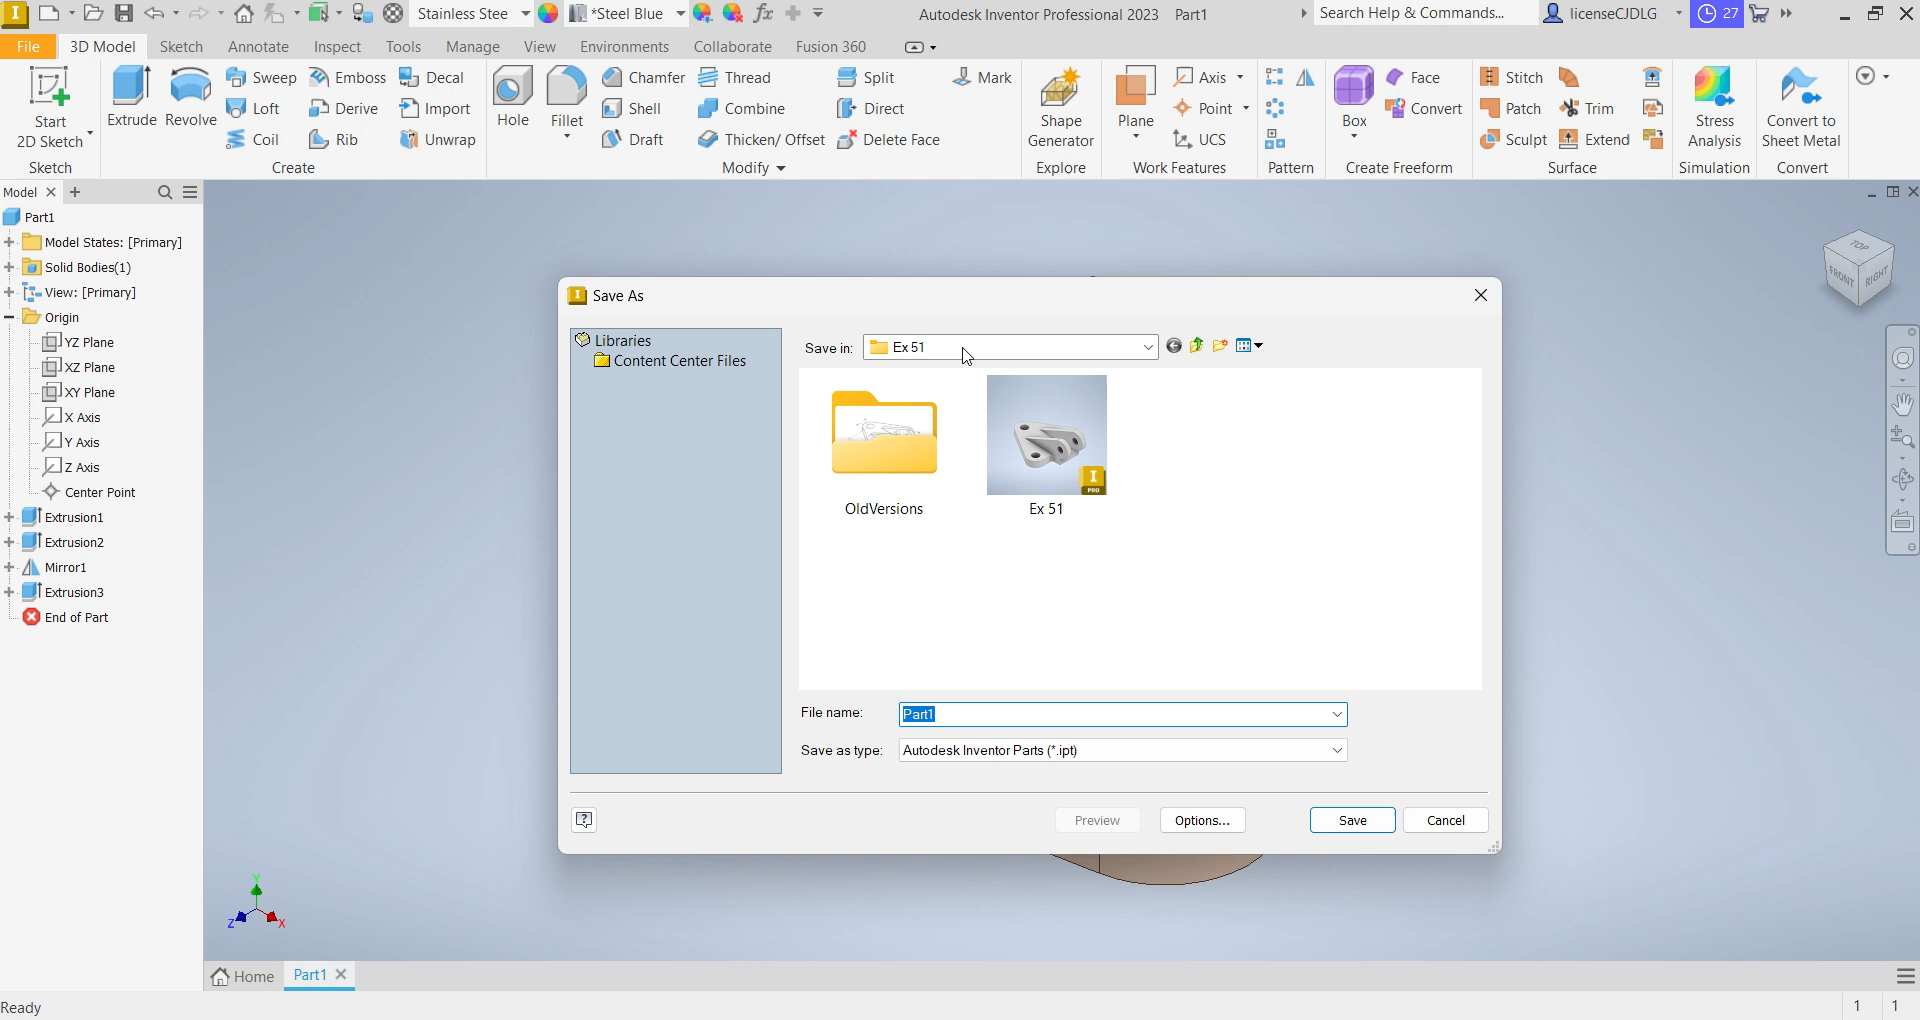 Stainless Stee
*Steel Blue
fx
Autodesk Inventor Professional 2023 Part1
Search Help & Commands...
licenseCJDLG
27
File 3D Model Sketch Annotate Inspect Tools Manage View Environments Collaborate Fusion 360
Start
2D Sketch
Extrude
Revolve
Sweep
Loft
Coil
Emboss
Derive
Rib
Decal
Import
Unwrap
Hole
Fillet
Chamfer
Shell
Draft
Thread
Combine
Thicken/ Offset
Split
Direct
Delete Face
Mark
Shape
Generator
Plane
Axis
Point
UCS
Box
Face
Convert
Stitch
Patch
Sculpt
Trim
Extend
Stress
Analysis
Convert to
Sheet Metal
Sketch Create Modify Explore Work Features Pattern Create Freeform Surface Simulation Convert
Model
Part1
Model States: [Primary]
Solid Bodies(1)
View: [Primary]
Origin
YZ Plane
XZ Plane
XY Plane
X Axis
Y Axis
Z Axis
Center Point
Extrusion1
Extrusion2
Mirror1
Extrusion3
End of Part
TOP
FRONT
RIGHT
Save As
Libraries
Content Center Files
Save in: Ex 51
I
PRO
OldVersions
Ex 51
File name: Part1
Save as type: Autodesk Inventor Parts (*.ipt)
Preview Options... Save Cancel
Y
Z
X
Home Part1
Ready
1 1